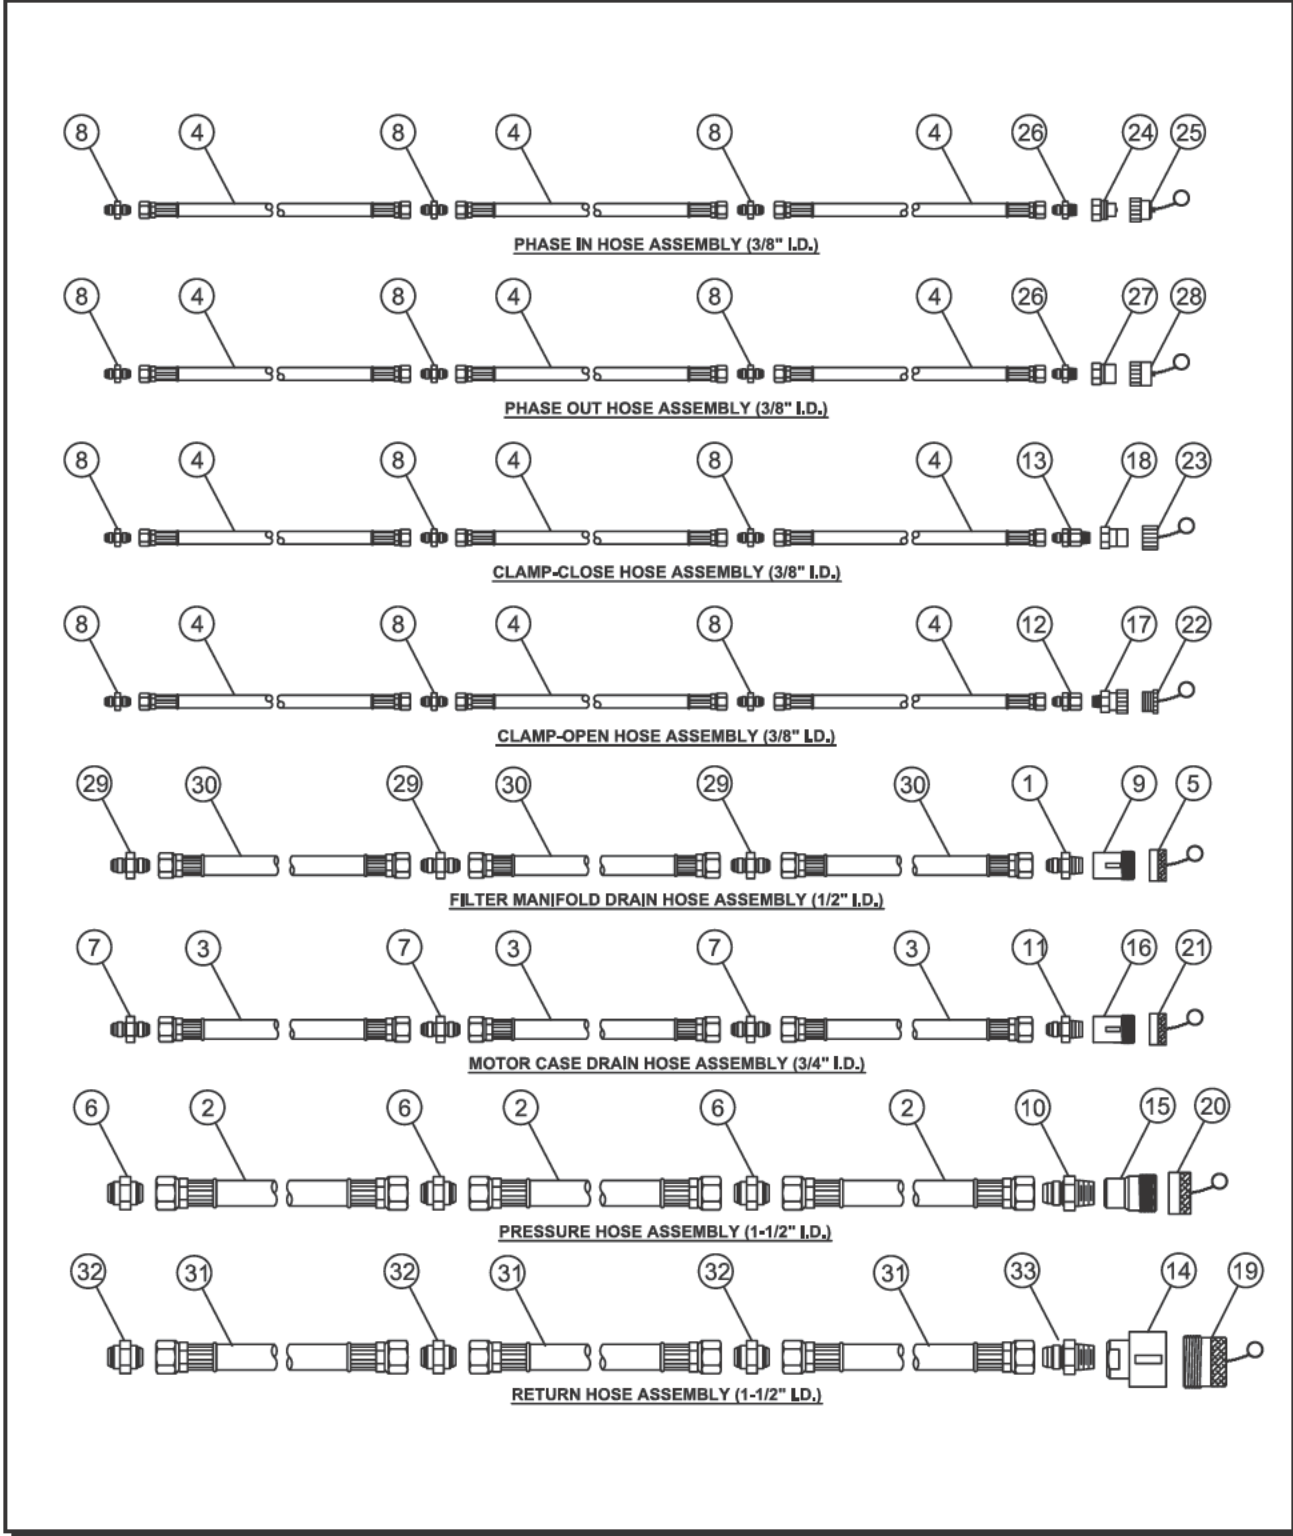 8 4 8 4 8 4 26 24 25
PHASE IN HOSE ASSEMBLY (3/8" I.D.)
8 4 8 4 8 4 26 27 28
PHASE OUT HOSE ASSEMBLY (3/8" I.D.)
8 4 8 4 8 4 13 18 23
CLAMP-CLOSE HOSE ASSEMBLY (3/8" I.D.)
8 4 8 4 8 4 12 17 22
CLAMP-OPEN HOSE ASSEMBLY (3/8" I.D.)
29 30 29 30 29 30 1 9 5
FILTER MANIFOLD DRAIN HOSE ASSEMBLY (1/2" I.D.)
7 3 7 3 7 3 11 16 21
MOTOR CASE DRAIN HOSE ASSEMBLY (3/4" I.D.)
6 2 6 2 6 2 10 15 20
PRESSURE HOSE ASSEMBLY (1-1/2" I.D.)
32 31 32 31 32 31 33 14 19
RETURN HOSE ASSEMBLY (1-1/2" I.D.)